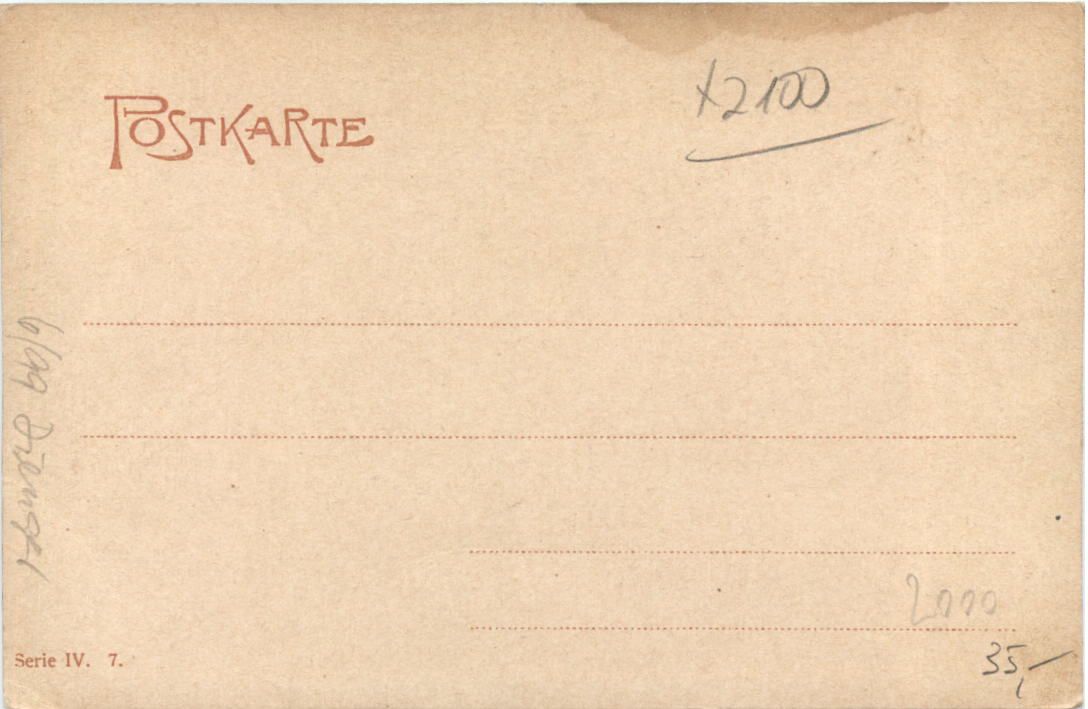 POSTKARTE
x2100
6/99
2000
Serie IV. 7.
35,-